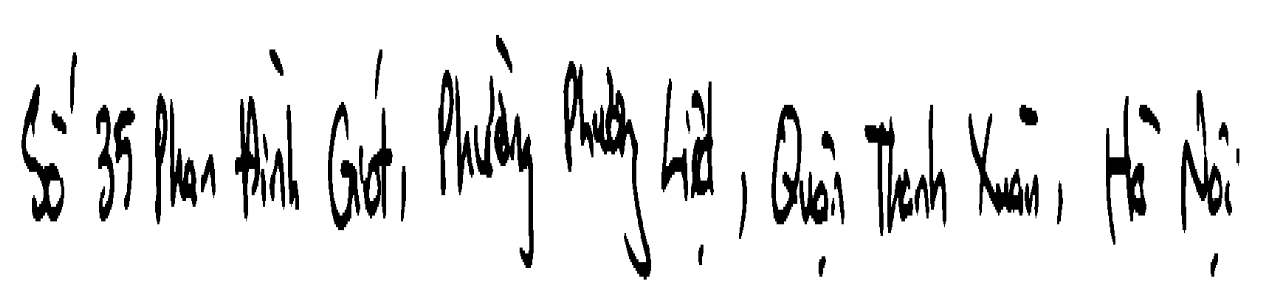 Số 35 Phan Đình Giót, Phường Phương Liệt, Quận Thanh Xuân, Hà Nội